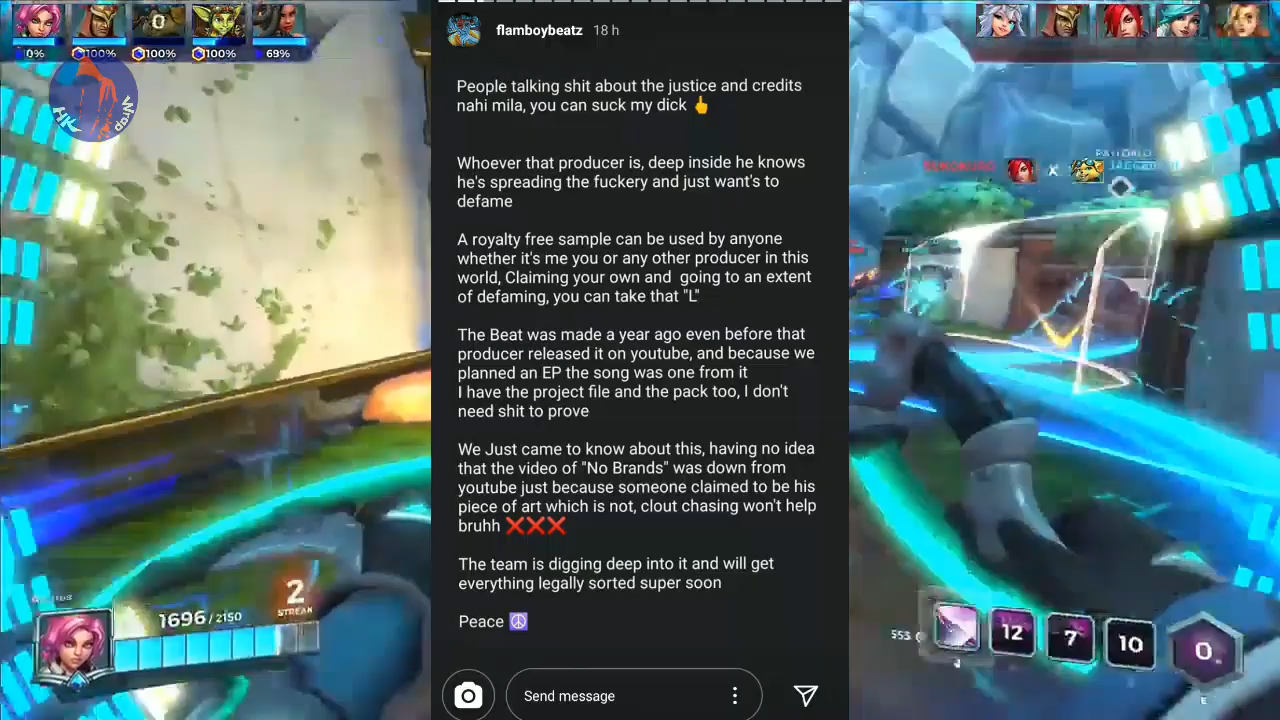 0%
100%
0
100%
100%
69%
HK
Wrap
flamboybeatz 18 h
People talking shit about the justice and credits
nahi mila, you can suck my dick 🖕
Whoever that producer is, deep inside he knows
he's spreading the fuckery and just want's to
defame
A royalty free sample can be used by anyone
whether it's me you or any other producer in this
world, Claiming your own and  going to an extent
of defaming, you can take that "L"
The Beat was made a year ago even before that
producer released it on youtube, and because we
planned an EP the song was one from it
I have the project file and the pack too, I don't
need shit to prove
We Just came to know about this, having no idea
that the video of "No Brands" was down from
youtube just because someone claimed to be his
piece of art which is not, clout chasing won't help
bruhh ❌❌❌
The team is digging deep into it and will get
everything legally sorted super soon
Peace ☮
Send message
X
2
STREAK
1696 / 2150
553
12
7
10
0
E